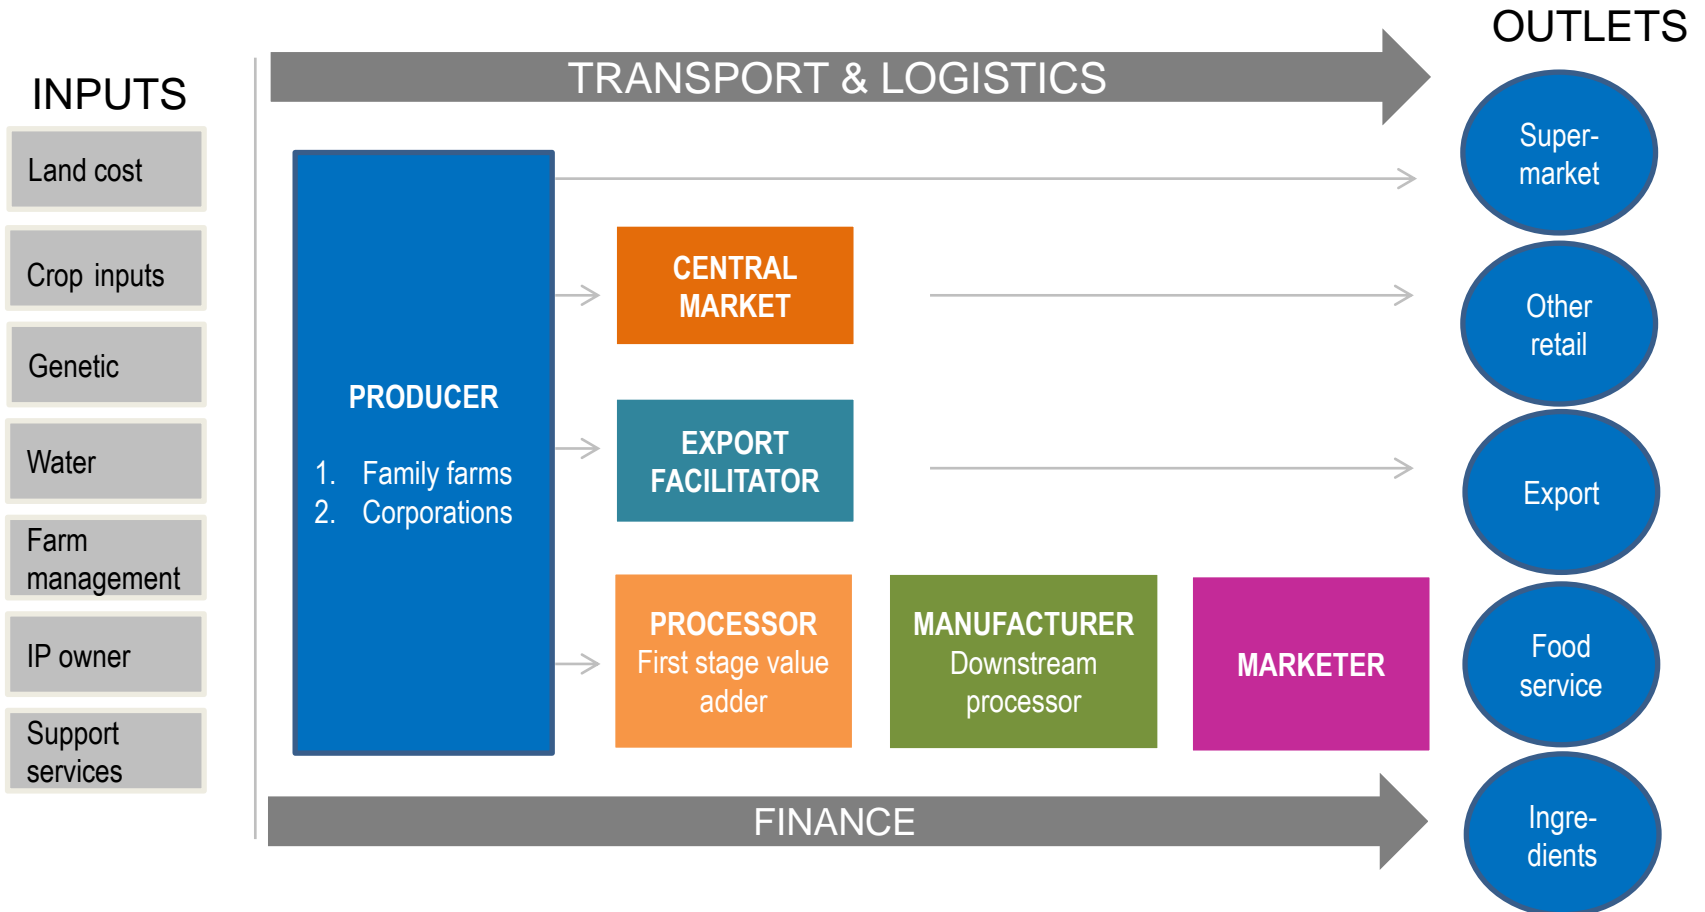 OUTLETS
INPUTS
TRANSPORT & LOGISTICS
Land cost
Crop inputs
Genetic
Water
Farm
management
IP owner
Support
services
PRODUCER
1. Family farms
2. Corporations
CENTRAL
MARKET
EXPORT
FACILITATOR
PROCESSOR
First stage value
adder
MANUFACTURER
Downstream
processor
MARKETER
Super-
market
Other
retail
Export
Food
service
Ingre-
dients
FINANCE